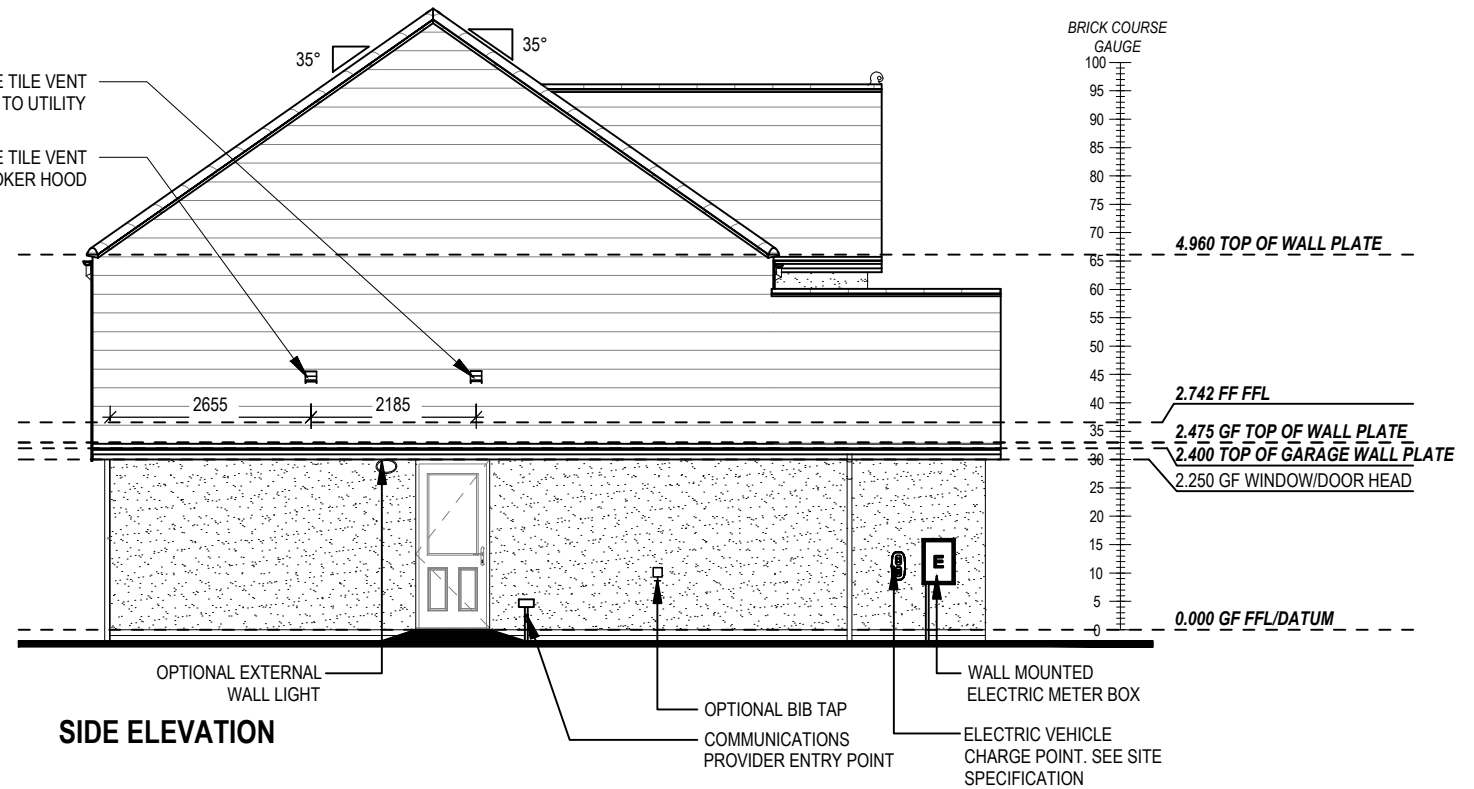 BRICK COURSE
GAUGE
35°
35°
TILE VENT
TO UTILITY
TILE VENT
HOOD
100
95
90
85
80
75
70
65
60
55
50
45
40
35
30
25
20
15
10
5
0
4.960 TOP OF WALL PLATE
2655
2185
2.742 FF FFL
2.475 GF TOP OF WALL PLATE
2.400 TOP OF GARAGE WALL PLATE
2.250 GF WINDOW/DOOR HEAD
E
0.000 GF FFL/DATUM
OPTIONAL EXTERNAL
WALL LIGHT
OPTIONAL BIB TAP
COMMUNICATIONS
PROVIDER ENTRY POINT
WALL MOUNTED
ELECTRIC METER BOX
ELECTRIC VEHICLE
CHARGE POINT. SEE SITE
SPECIFICATION
SIDE ELEVATION